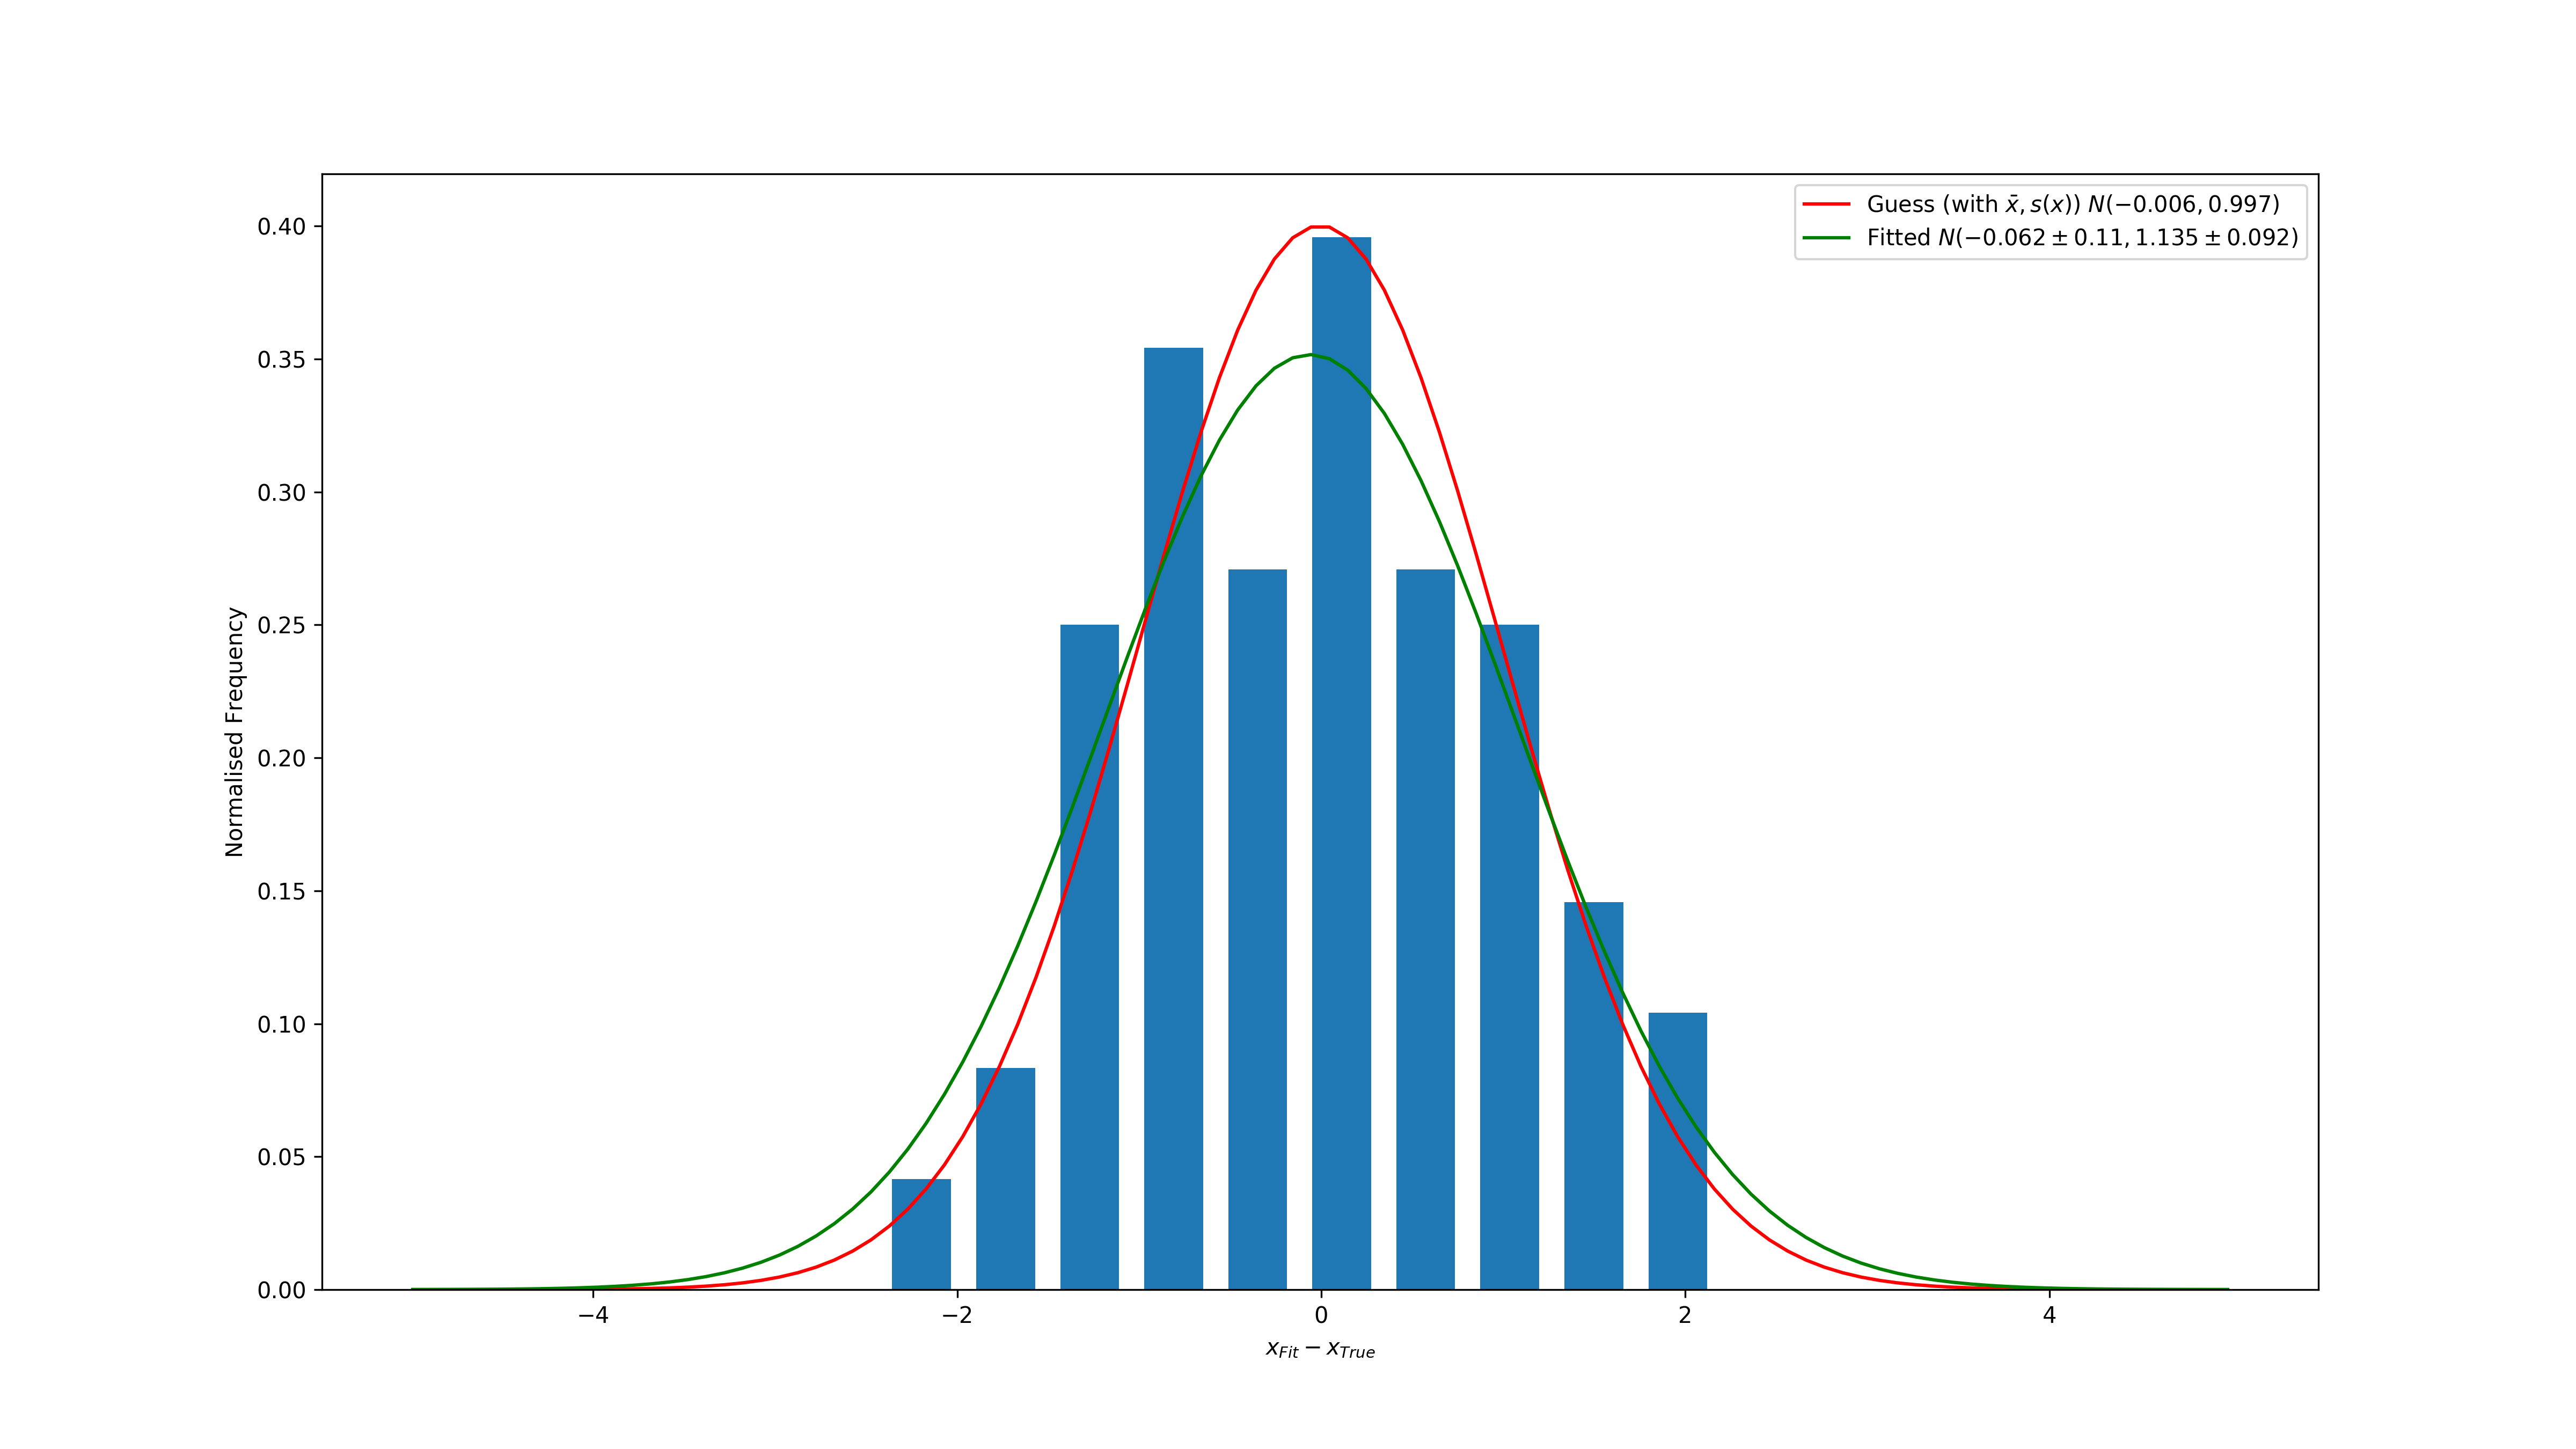 Guess (with x̄, s(x)) N(−0.006, 0.997)
Fitted N(−0.062 ± 0.11, 1.135 ± 0.092)
0.40
0.35
0.30
0.25
0.20
0.15
0.10
0.05
0.00
Normalised Frequency
−4 −2 0 2 4
x_Fit − x_True